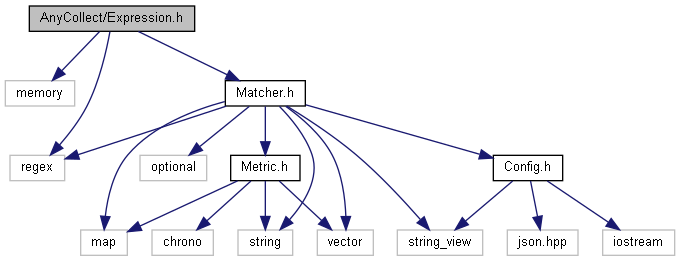 AnyCollect/Expression.h
memory
Matcher.h
regex
optional
Metric.h
Config.h
map
chrono
string
vector
string_view
json.hpp
iostream